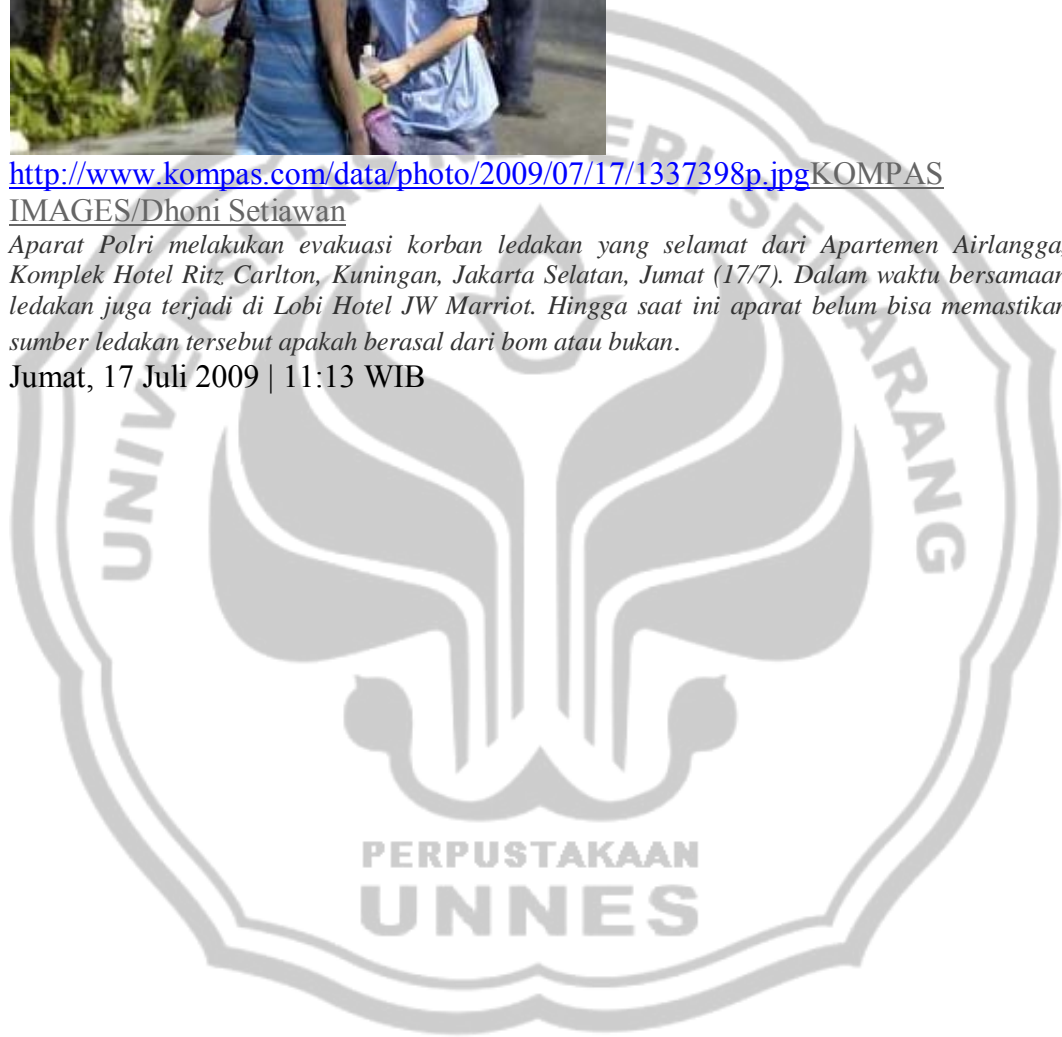 http://www.kompas.com/data/photo/2009/07/17/1337398p.jpgKOMPAS
IMAGES/Dhoni Setiawan
Aparat Polri melakukan evakuasi korban ledakan yang selamat dari Apartemen Airlangga,
Komplek Hotel Ritz Carlton, Kuningan, Jakarta Selatan, Jumat (17/7). Dalam waktu bersamaan
ledakan juga terjadi di Lobi Hotel JW Marriot. Hingga saat ini aparat belum bisa memastikan
sumber ledakan tersebut apakah berasal dari bom atau bukan.
Jumat, 17 Juli 2009 | 11:13 WIB
UNIVERSITAS NEGERI SEMARANG
PERPUSTAKAAN
UNNES